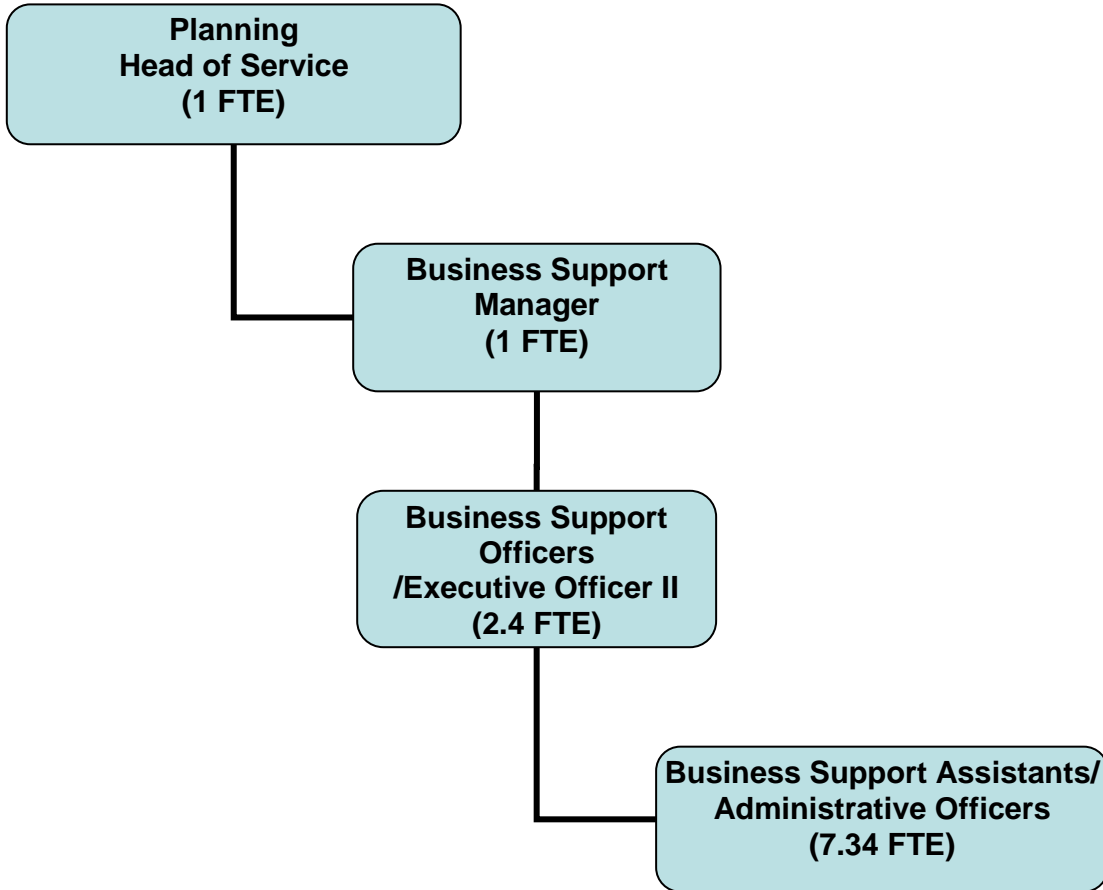 Planning
Head of Service
(1 FTE)
Business Support
Manager
(1 FTE)
Business Support
Officers
/Executive Officer II
(2.4 FTE)
Business Support Assistants/
Administrative Officers
(7.34 FTE)